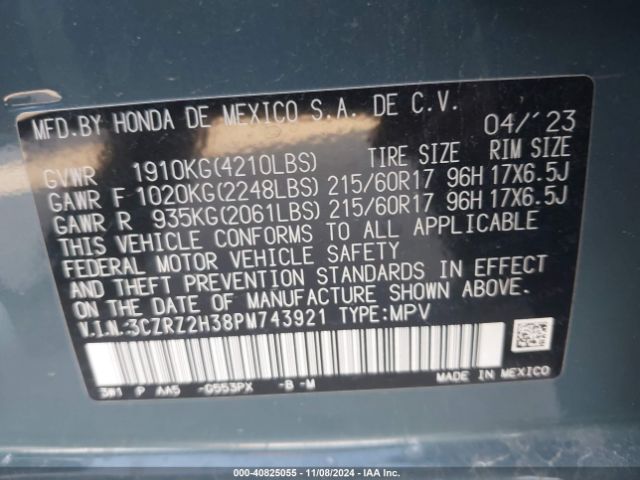 MFD.BY HONDA DE MEXICO S.A. DE C.V. 04/'23
GVWR 1910KG(4210LBS) TIRE SIZE RIM SIZE
GAWR F 1020KG(2248LBS) 215/60R17 96H 17X6.5J
GAWR R 935KG(2061LBS) 215/60R17 96H 17X6.5J
THIS VEHICLE CONFORMS TO ALL APPLICABLE
FEDERAL MOTOR VEHICLE SAFETY
AND THEFT PREVENTION STANDARDS IN EFFECT
ON THE DATE OF MANUFACTURE SHOWN ABOVE.
V.I.N.:3CZRZ2H38PM743921 TYPE:MPV
301 P AA5 -G553PX -B -M
MADE IN MEXICO
000-40825055 | 11/08/2024 - IAA Inc.